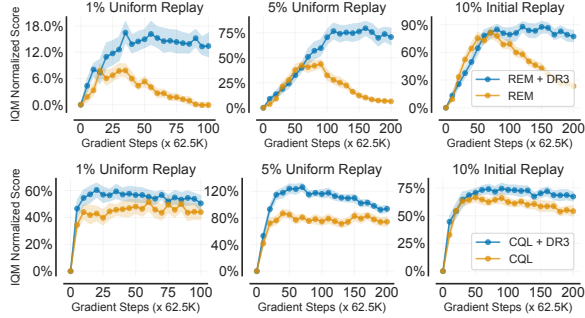 1% Uniform Replay
5% Uniform Replay
10% Initial Replay
IQM Normalized Score
18.0%
12.0%
6.0%
0.0%
0 25 50 75 100
Gradient Steps (x 62.5K)
75%
50%
25%
0%
0 50 100 150 200
Gradient Steps (x 62.5K)
90%
60%
30%
0%
REM + DR3
REM
0 50 100 150 200
Gradient Steps (x 62.5K)
1% Uniform Replay
5% Uniform Replay
10% Initial Replay
IQM Normalized Score
60%
40%
20%
0%
0 25 50 75 100
Gradient Steps (x 62.5K)
120%
80%
40%
0%
0 50 100 150 200
Gradient Steps (x 62.5K)
75%
50%
25%
0%
CQL + DR3
CQL
0 50 100 150 200
Gradient Steps (x 62.5K)